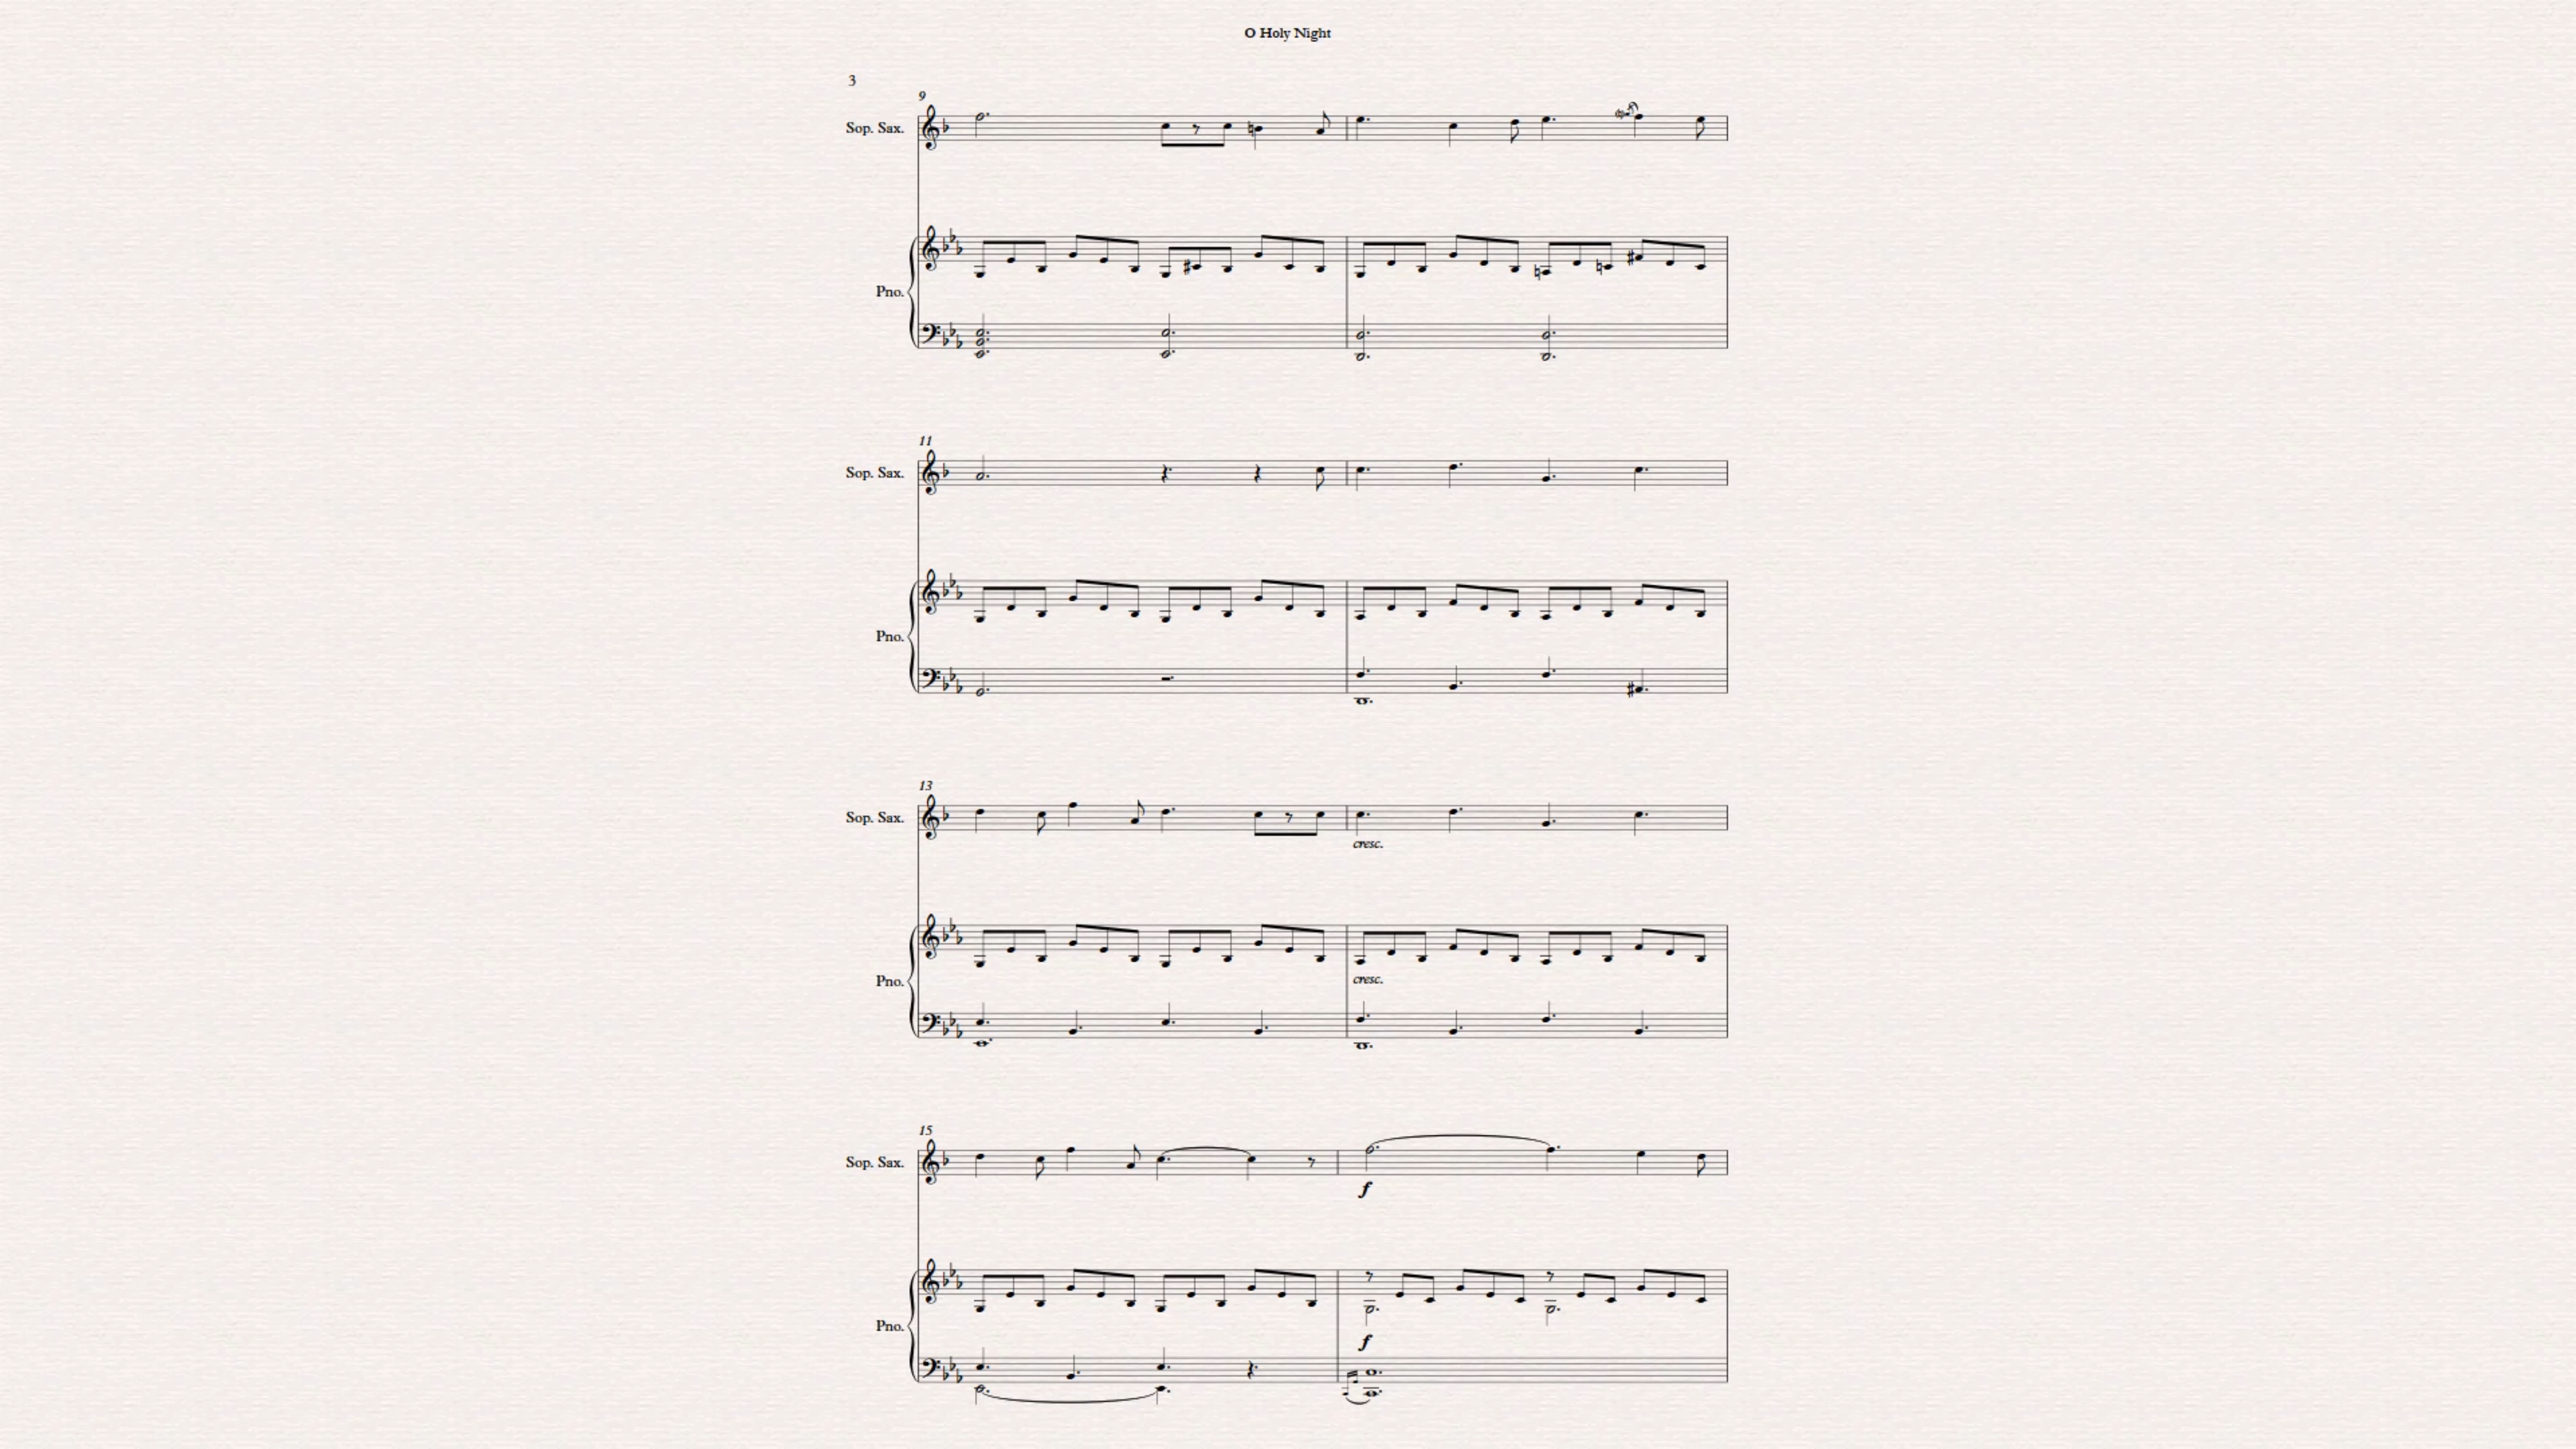 O Holy Night
3
9
Sop. Sax.
Pno.
11
Sop. Sax.
Pno.
13
Sop. Sax.
cresc.
Pno.
cresc.
15
Sop. Sax.
f
Pno.
f